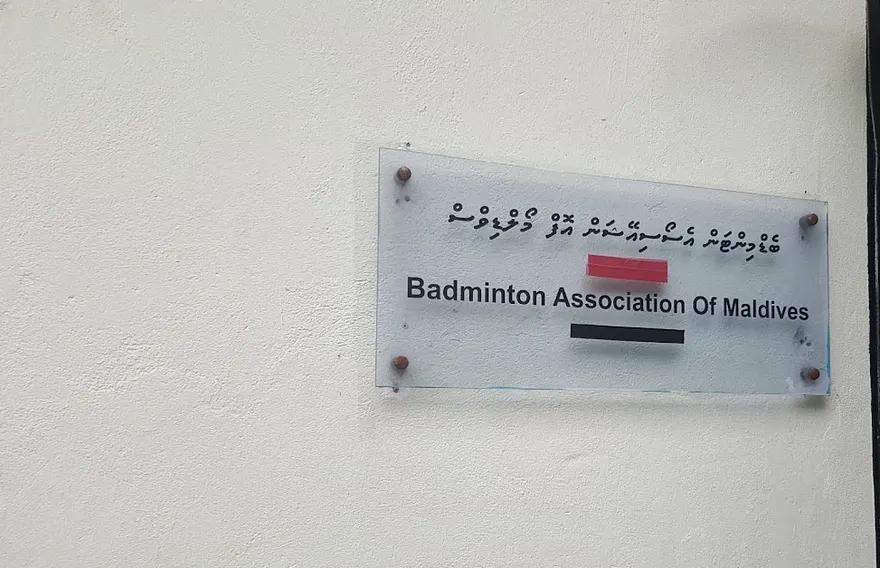 ބެޑްމިންޓަން އެސޯސިއޭޝަން އޮފް މޯލްޑިވްސް
Badminton Association Of Maldives